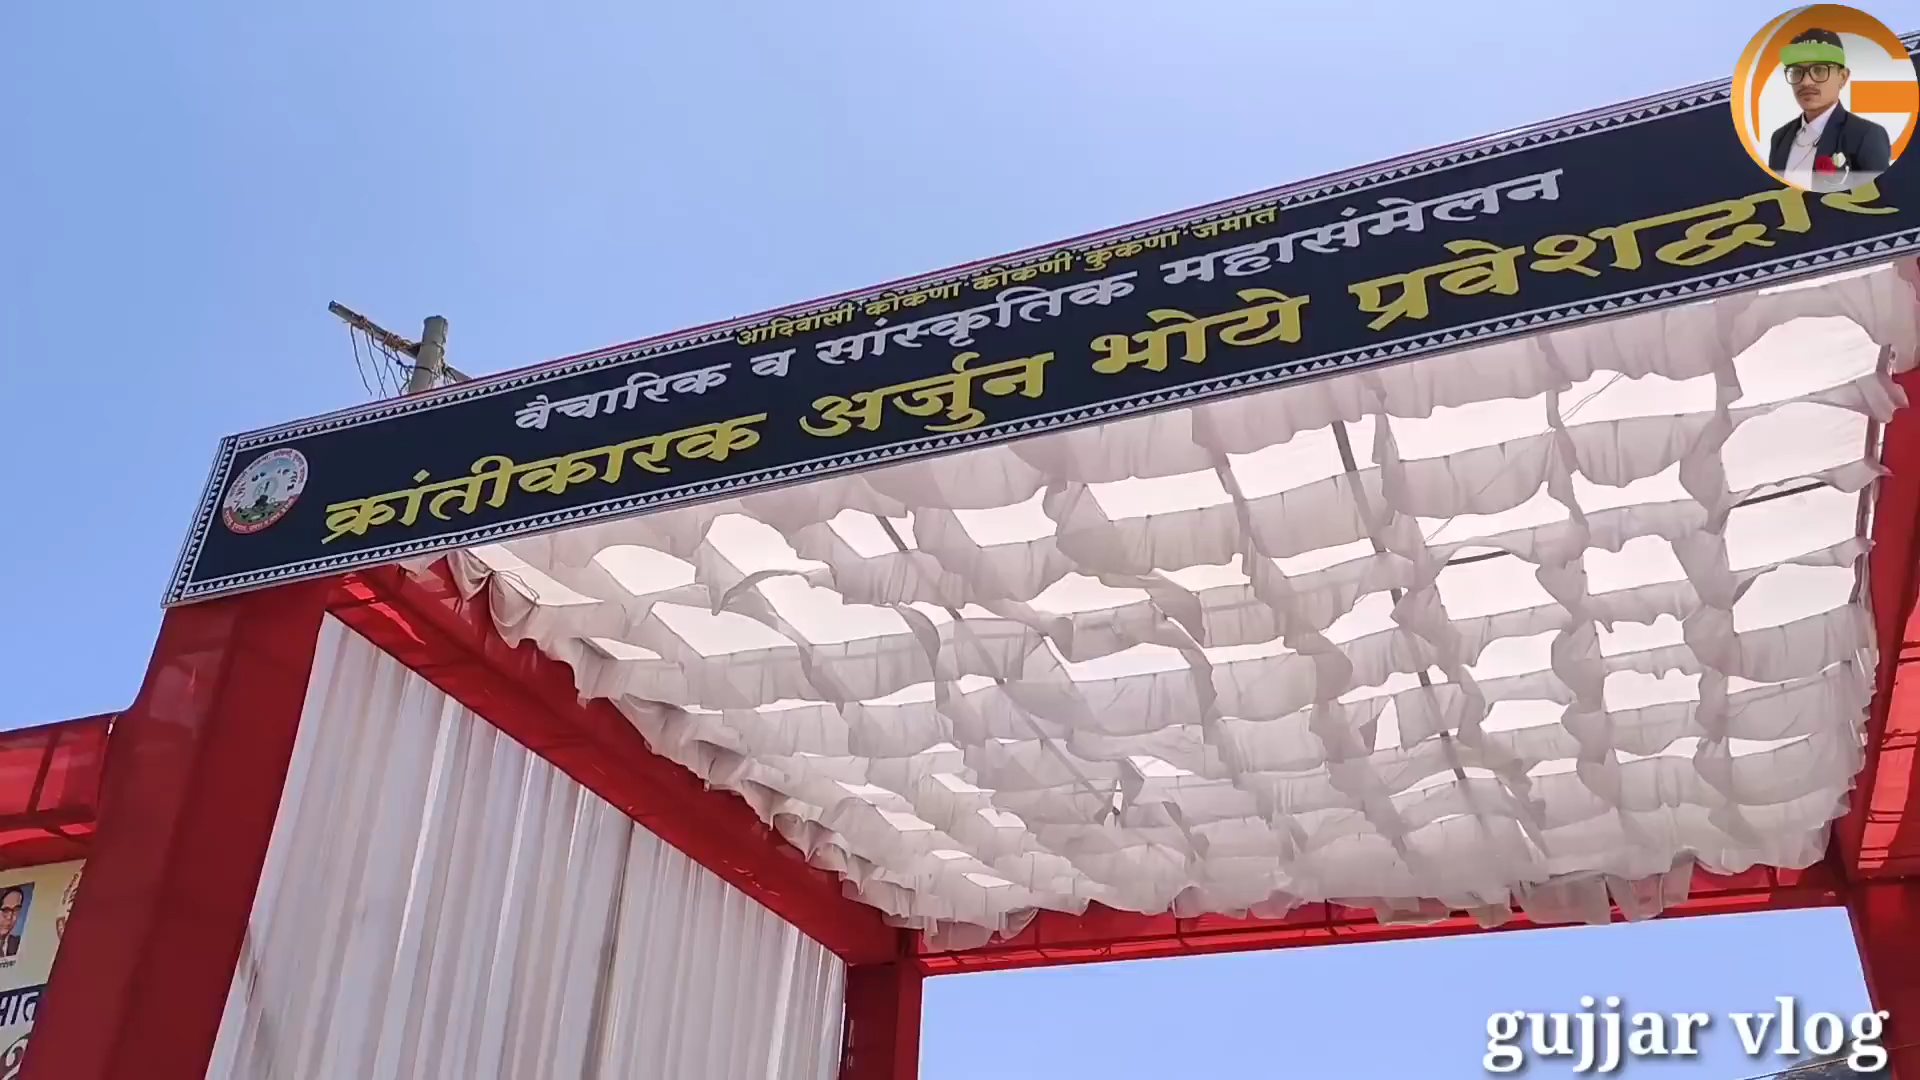 आदिवासी कोकणा कोकणी कुकणा जमात
वैचारिक व सांस्कृतिक महासंमेलन
क्रांतीकारक अर्जुन भोये प्रवेशद्वार
gujjar vlog